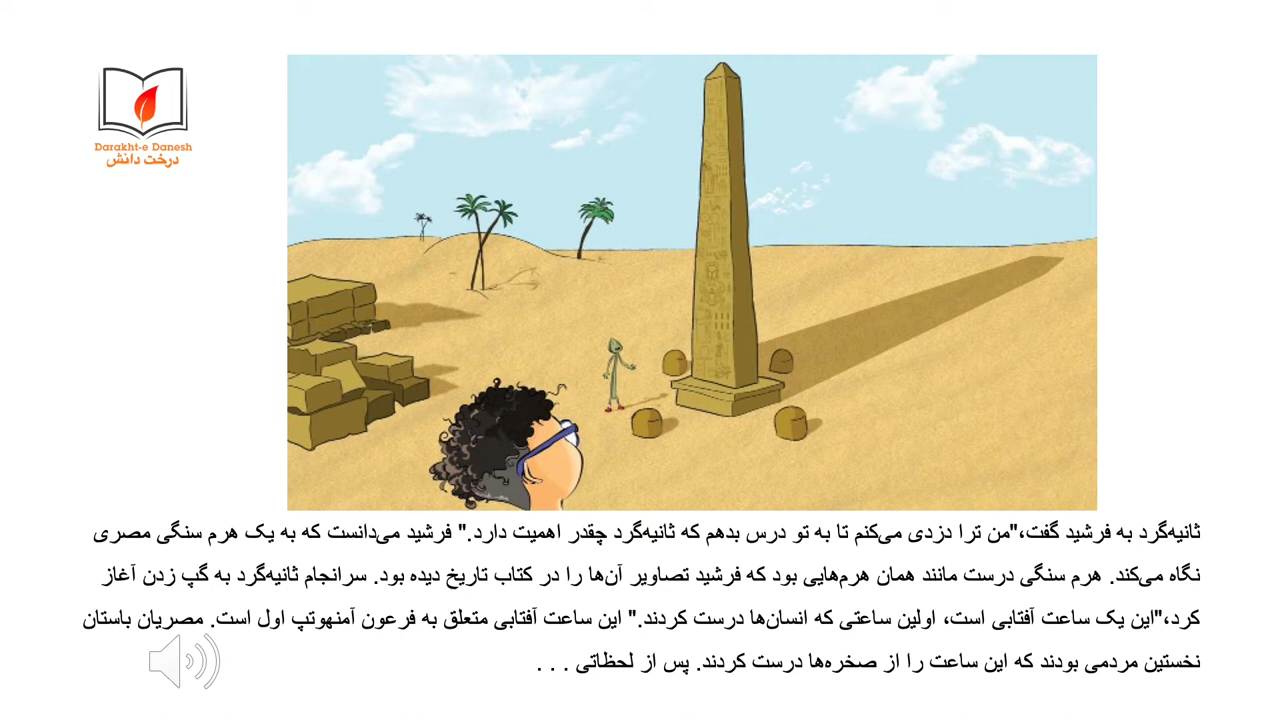 Darakht-e Danesh
درخت دانش
ثانیه‌گرد به فرشید گفت،"من ترا دزدی می‌کنم تا به تو درس بدهم که ثانیه‌گرد چقدر اهمیت دارد." فرشید می‌دانست که به یک هرم سنگی مصری
نگاه می‌کند. هرم سنگی درست مانند همان هرم‌هایی بود که فرشید تصاویر آن‌ها را در کتاب تاریخ دیده بود. سرانجام ثانیه‌گرد به گپ زدن آغاز
کرد،"این یک ساعت آفتابی است، اولین ساعتی که انسان‌ها درست کردند." این ساعت آفتابی متعلق به فرعون آمنهوتپ اول است. مصریان باستان
نخستین مردمی بودند که این ساعت را از صخره‌ها درست کردند. پس از لحظاتی . . .